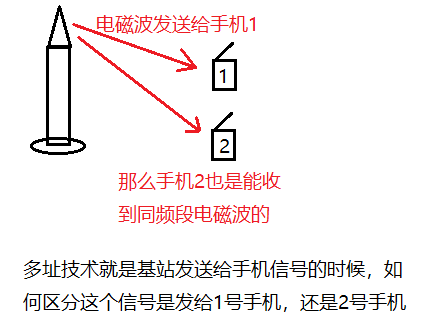 电磁波发送给手机1
1
2
那么手机2也是能收
到同频段电磁波的
多址技术就是基站发送给手机信号的时候，如
何区分这个信号是发给1号手机，还是2号手机